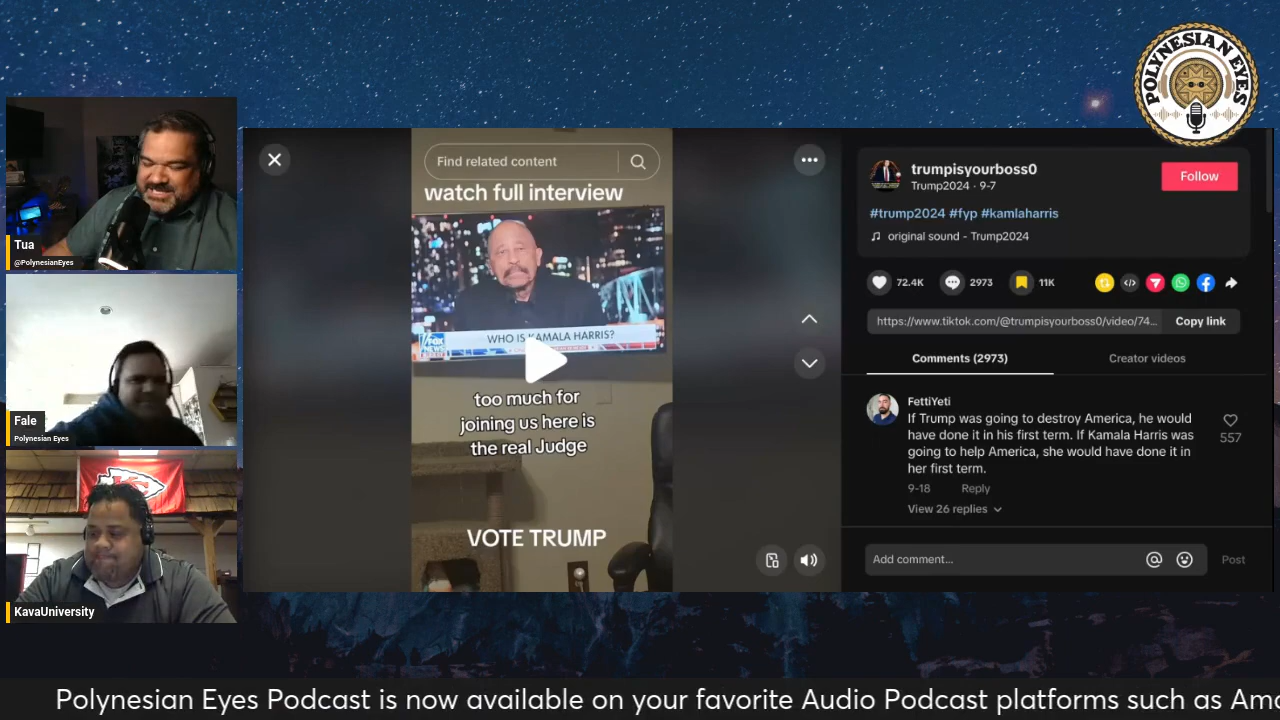 POLYNESIAN EYES
Tua
@PolynesianEyes
Fale
Polynesian Eyes
KC
KavaUniversity
Find related content
watch full interview
WHO IS KAMALA HARRIS?
FOX
NEWS
too much for
joining us here is
the real Judge
VOTE TRUMP
trumpisyourboss0
Trump2024 · 9-7
Follow
#trump2024 #fyp #kamlaharris
original sound - Trump2024
72.4K
2973
11K
https://www.tiktok.com/@trumpisyourboss0/video/74...
Copy link
Comments (2973)
Creator videos
FettiYeti
If Trump was going to destroy America, he would
have done it in his first term. If Kamala Harris was
going to help America, she would have done it in
her first term.
557
9-18 Reply
View 26 replies
Add comment...
Post
Polynesian Eyes Podcast is now available on your favorite Audio Podcast platforms such as Ama